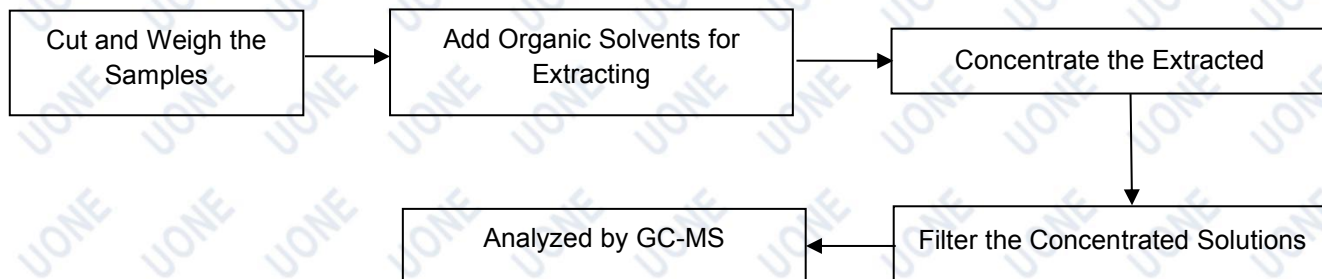 Cut and Weigh the
Samples
Add Organic Solvents for
Extracting
Concentrate the Extracted
Filter the Concentrated Solutions
Analyzed by GC-MS
UONE